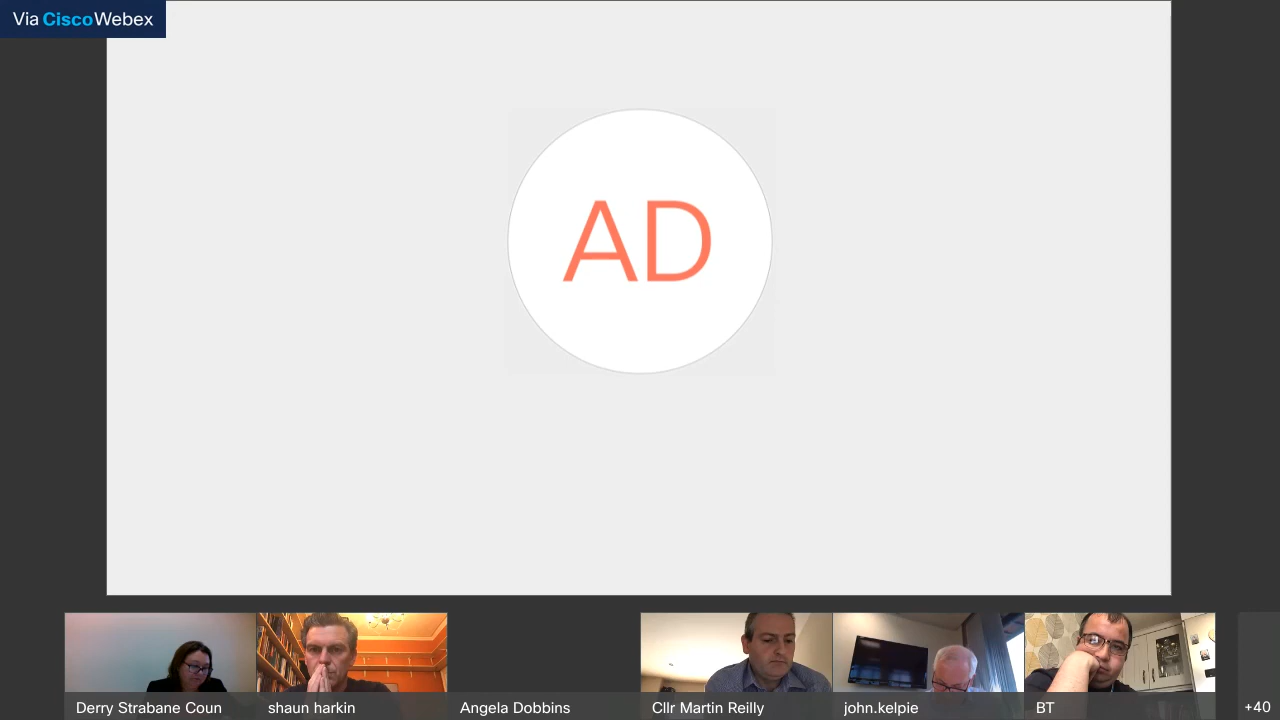 Via CiscoWebex
AD
Derry Strabane Coun
shaun harkin
Angela Dobbins
Cllr Martin Reilly
john.kelpie
BT
+40